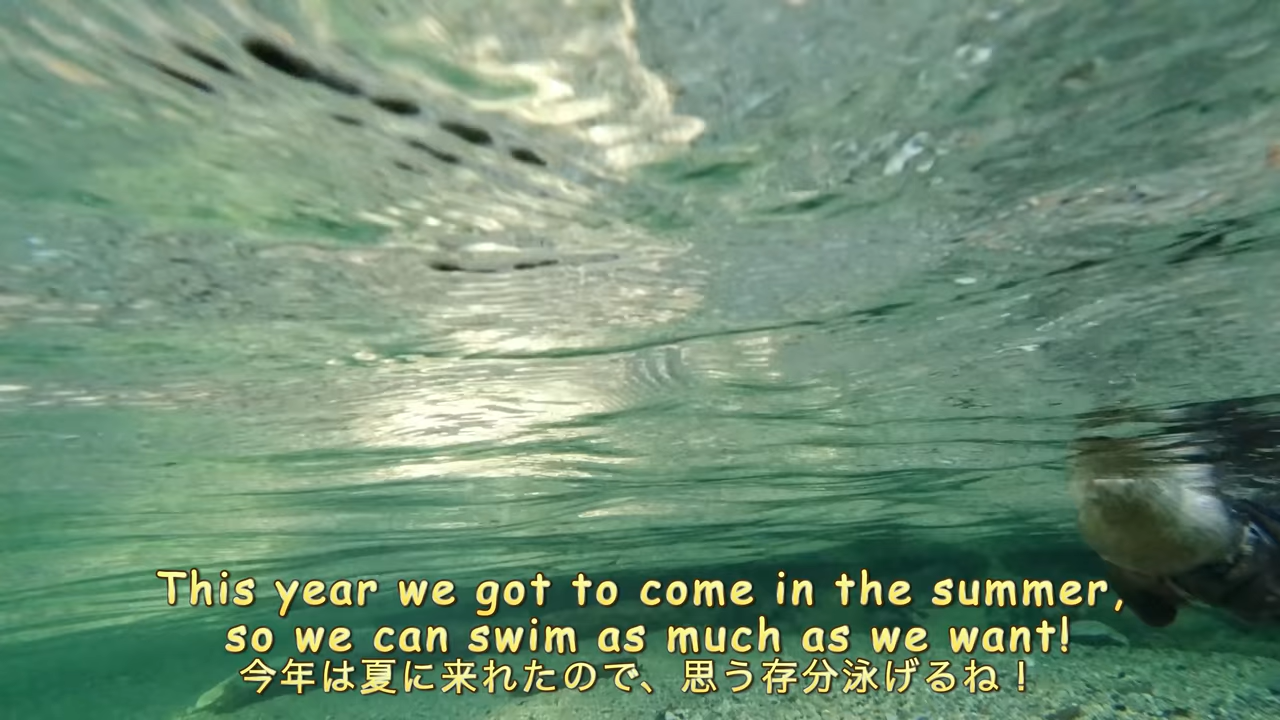 This year we got to come in the summer,
so we can swim as much as we want!
今年は夏に来れたので、思う存分泳げるね！